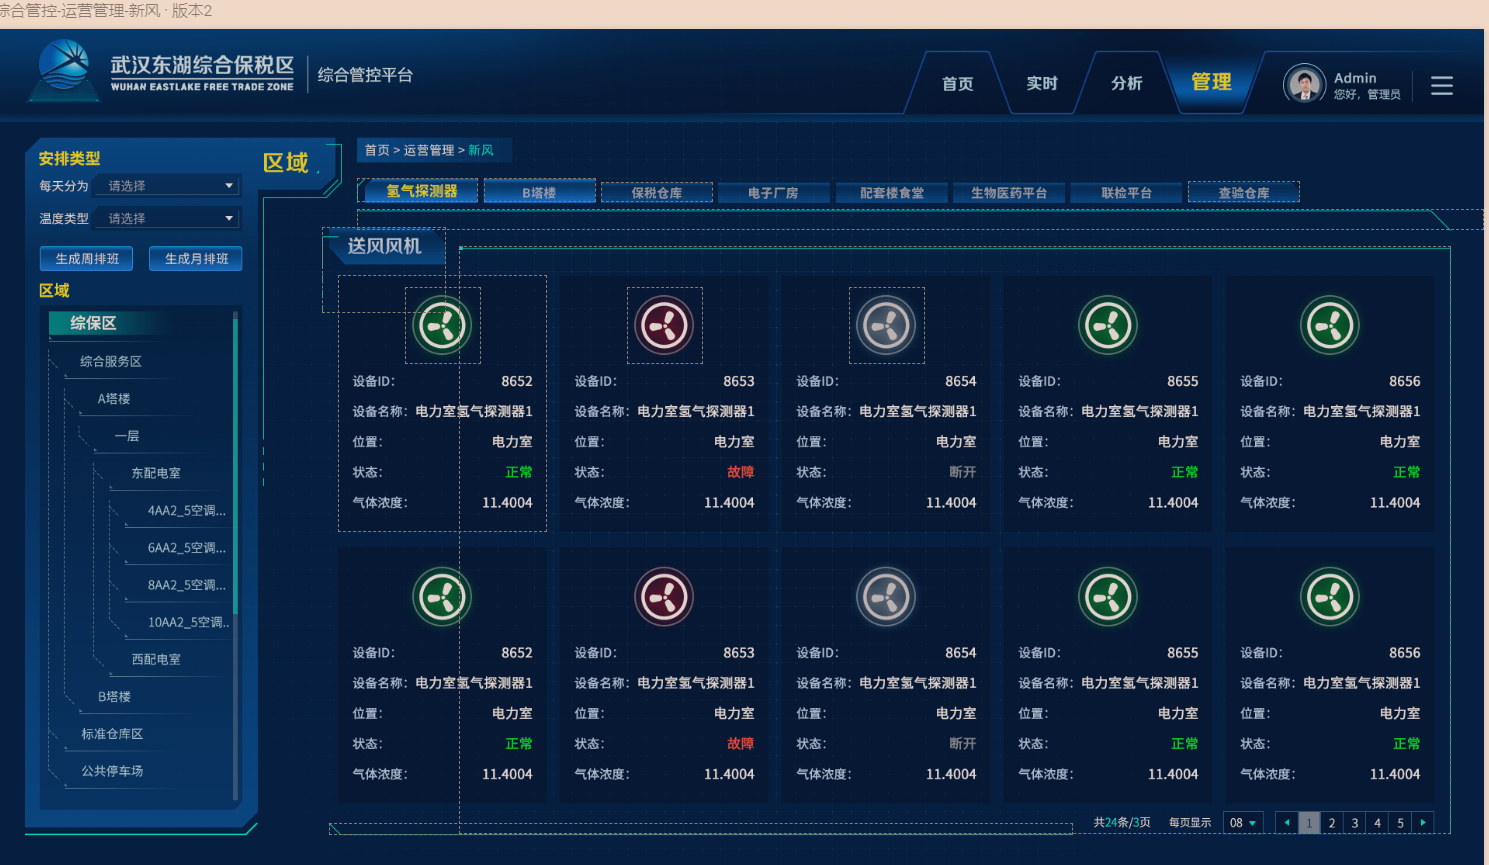 综合管控-运营管理-新风 · 版本2
武汉东湖综合保税区
WUHAN EASTLAKE FREE TRADE ZONE
综合管控平台
首页
实时
分析
管理
Admin
您好，管理员
安排类型
每天分为 请选择
温度类型 请选择
生成周排班 生成月排班
区域
综保区
综合服务区
A塔楼
一层
东配电室
4AA2_5空调...
6AA2_5空调...
8AA2_5空调...
10AA2_5空调..
西配电室
B塔楼
标准仓库区
公共停车场
区域
首页 > 运营管理 > 新风
氢气探测器 B塔楼 保税仓库 电子厂房 配套楼食堂 生物医药平台 联检平台 查验仓库
送风风机
设备ID： 8652 设备ID： 8653 设备ID： 8654 设备ID： 8655 设备ID： 8656
设备名称：电力室氢气探测器1 设备名称：电力室氢气探测器1 设备名称：电力室氢气探测器1 设备名称：电力室氢气探测器1 设备名称：电力室氢气探测器1
位置： 电力室 位置： 电力室 位置： 电力室 位置： 电力室 位置： 电力室
状态： 正常 状态： 故障 状态： 断开 状态： 正常 状态： 正常
气体浓度： 11.4004 气体浓度： 11.4004 气体浓度： 11.4004 气体浓度： 11.4004 气体浓度： 11.4004
设备ID： 8652 设备ID： 8653 设备ID： 8654 设备ID： 8655 设备ID： 8656
设备名称：电力室氢气探测器1 设备名称：电力室氢气探测器1 设备名称：电力室氢气探测器1 设备名称：电力室氢气探测器1 设备名称：电力室氢气探测器1
位置： 电力室 位置： 电力室 位置： 电力室 位置： 电力室 位置： 电力室
状态： 正常 状态： 故障 状态： 断开 状态： 正常 状态： 正常
气体浓度： 11.4004 气体浓度： 11.4004 气体浓度： 11.4004 气体浓度： 11.4004 气体浓度： 11.4004
共24条/3页 每页显示 08 1 2 3 4 5